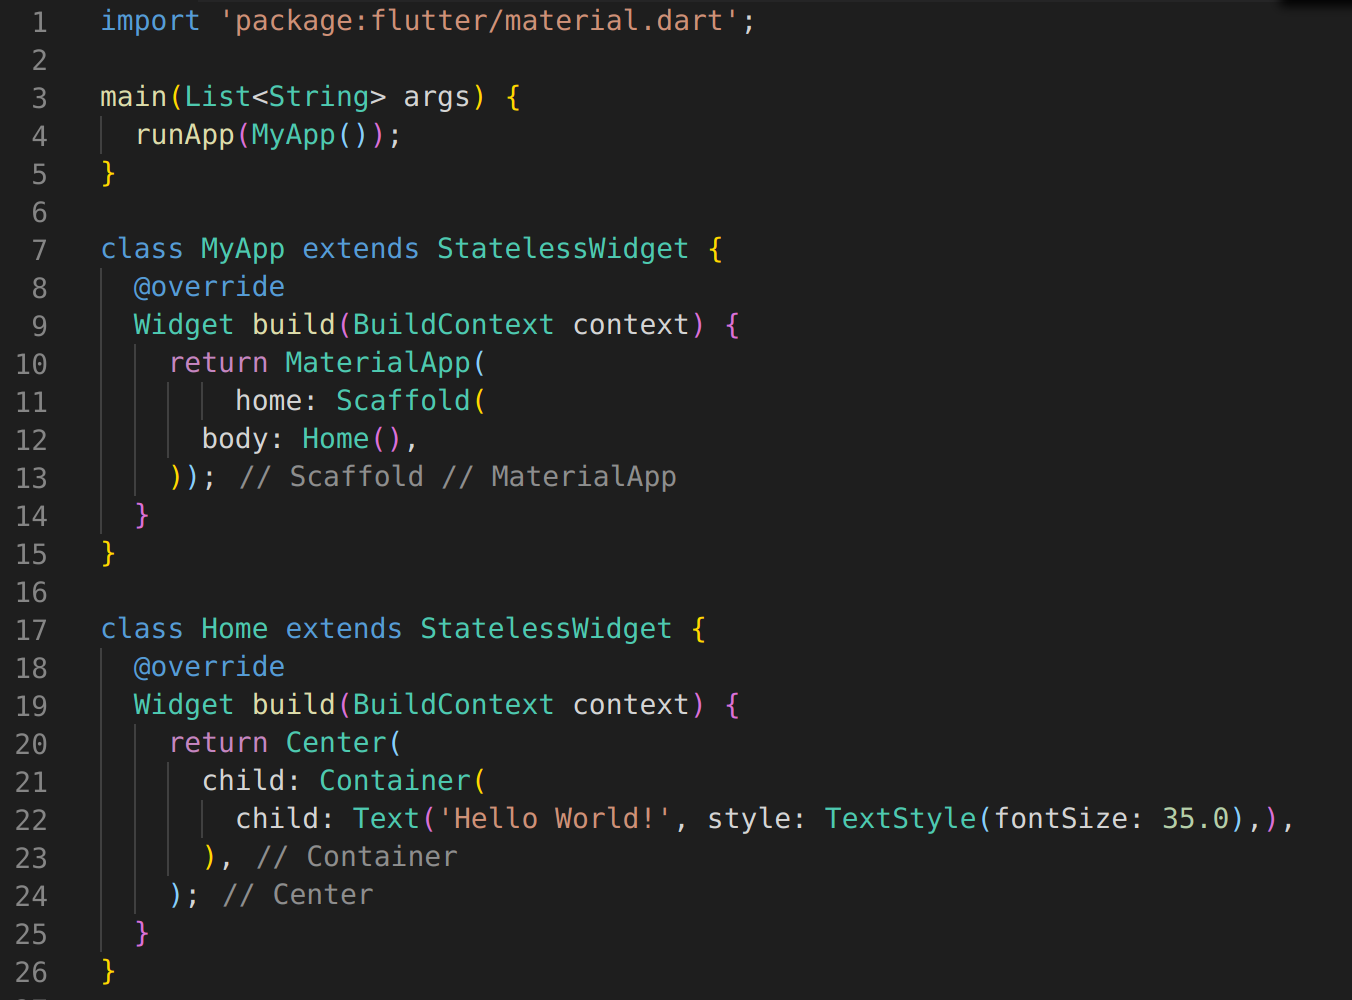 1 import 'package:flutter/material.dart';
2
3 main(List<String> args) {
4   runApp(MyApp());
5 }
6
7 class MyApp extends StatelessWidget {
8   @override
9   Widget build(BuildContext context) {
10     return MaterialApp(
11         home: Scaffold(
12       body: Home(),
13     )); // Scaffold // MaterialApp
14   }
15 }
16
17 class Home extends StatelessWidget {
18   @override
19   Widget build(BuildContext context) {
20     return Center(
21       child: Container(
22         child: Text('Hello World!', style: TextStyle(fontSize: 35.0),),
23       ), // Container
24     ); // Center
25   }
26 }